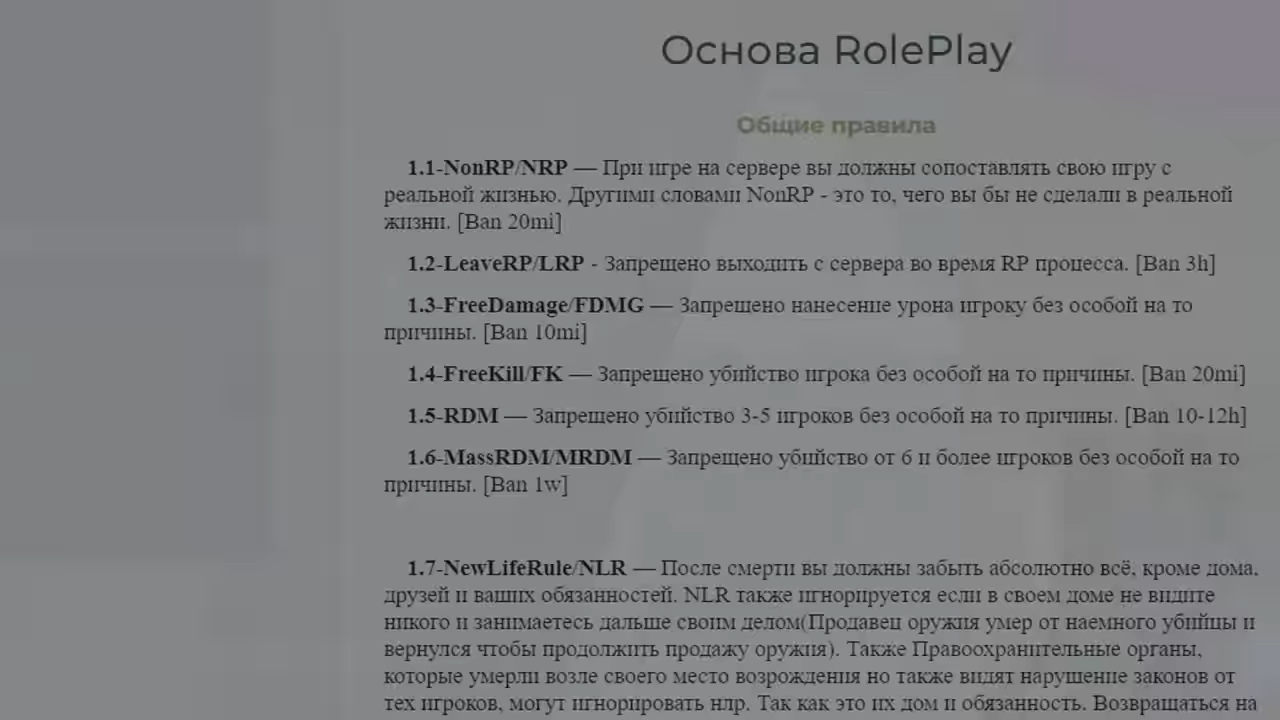 Основа RolePlay
Общие правила
1.1-NonRP/NRP — При игре на сервере вы должны сопоставлять свою игру с
реальной жизнью. Другими словами NonRP - это то, чего вы бы не сделали в реальной
жизни. [Ban 20mi]
1.2-LeaveRP/LRP - Запрещено выходить с сервера во время RP процесса. [Ban 3h]
1.3-FreeDamage/FDMG — Запрещено нанесение урона игроку без особой на то
причины. [Ban 10mi]
1.4-FreeKill/FK — Запрещено убийство игрока без особой на то причины. [Ban 20mi]
1.5-RDM — Запрещено убийство 3-5 игроков без особой на то причины. [Ban 10-12h]
1.6-MassRDM/MRDM — Запрещено убийство от 6 и более игроков без особой на то
причины. [Ban 1w]
1.7-NewLifeRule/NLR — После смерти вы должны забыть абсолютно всё, кроме дома,
друзей и ваших обязанностей. NLR также игнорируется если в своем доме не видите
никого и занимаетесь дальше своим делом(Продавец оружия умер от наемного убийцы и
вернулся чтобы продолжить продажу оружия). Также Правоохранительные органы,
которые умерли возле своего место возрождения но также видят нарушение законов от
тех игроков, могут игнорировать нлр. Так как это их дом и обязанность. Возвращаться на